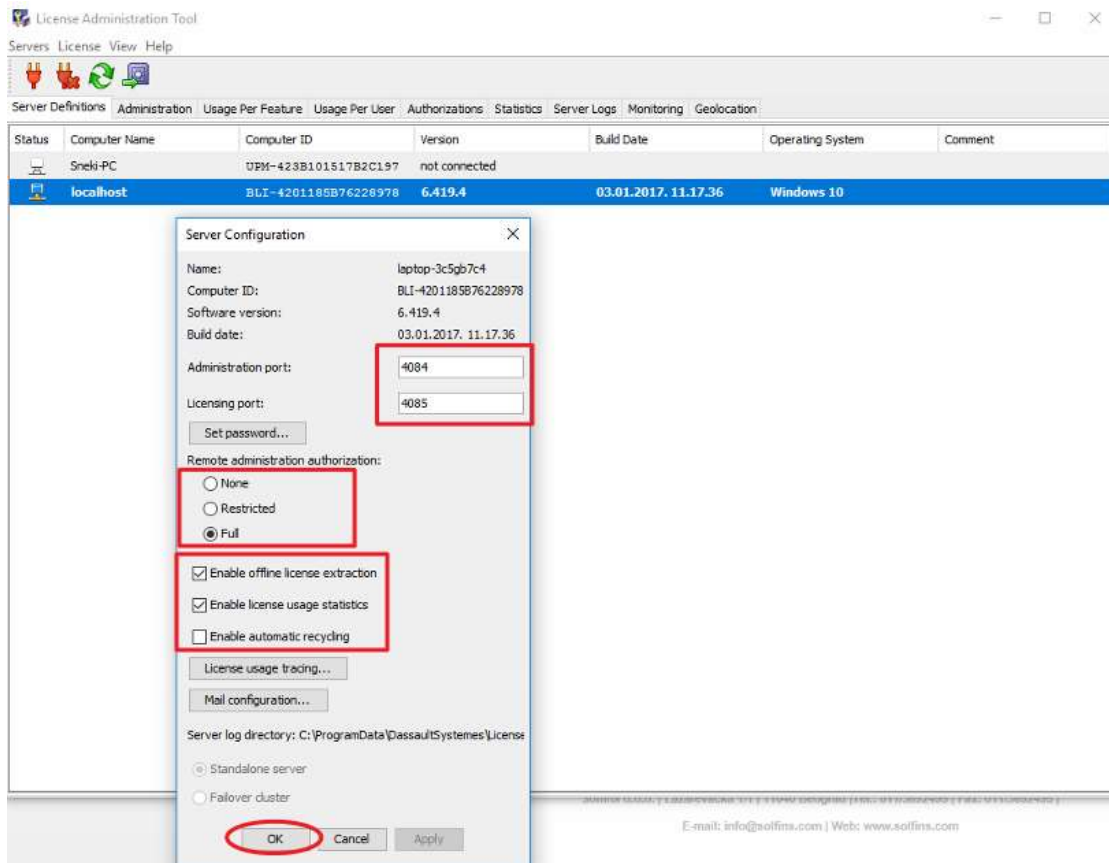 License Administration Tool
Servers License View Help
Server Definitions Administration Usage Per Feature Usage Per User Authorizations Statistics Server Logs Monitoring Geolocation
Status Computer Name Computer ID Version Build Date Operating System Comment
Sneki-PC UPM-423B101517B2C197 not connected
localhost BLI-4201185B76228978 6.419.4 03.01.2017. 11.17.36 Windows 10
Server Configuration
Name: laptop-3c5gb7c4
Computer ID: BLI-4201185B76228978
Software version: 6.419.4
Build date: 03.01.2017. 11.17.36
Administration port: 4084
Licensing port: 4085
Set password...
Remote administration authorization:
None
Restricted
Full
Enable offline license extraction
Enable license usage statistics
Enable automatic recycling
License usage tracing...
Mail configuration...
Server log directory: C:\ProgramData\DassaultSystemes\License
Standalone server
Failover cluster
OK Cancel Apply
E-mail: info@solfins.com | Web: www.solfins.com